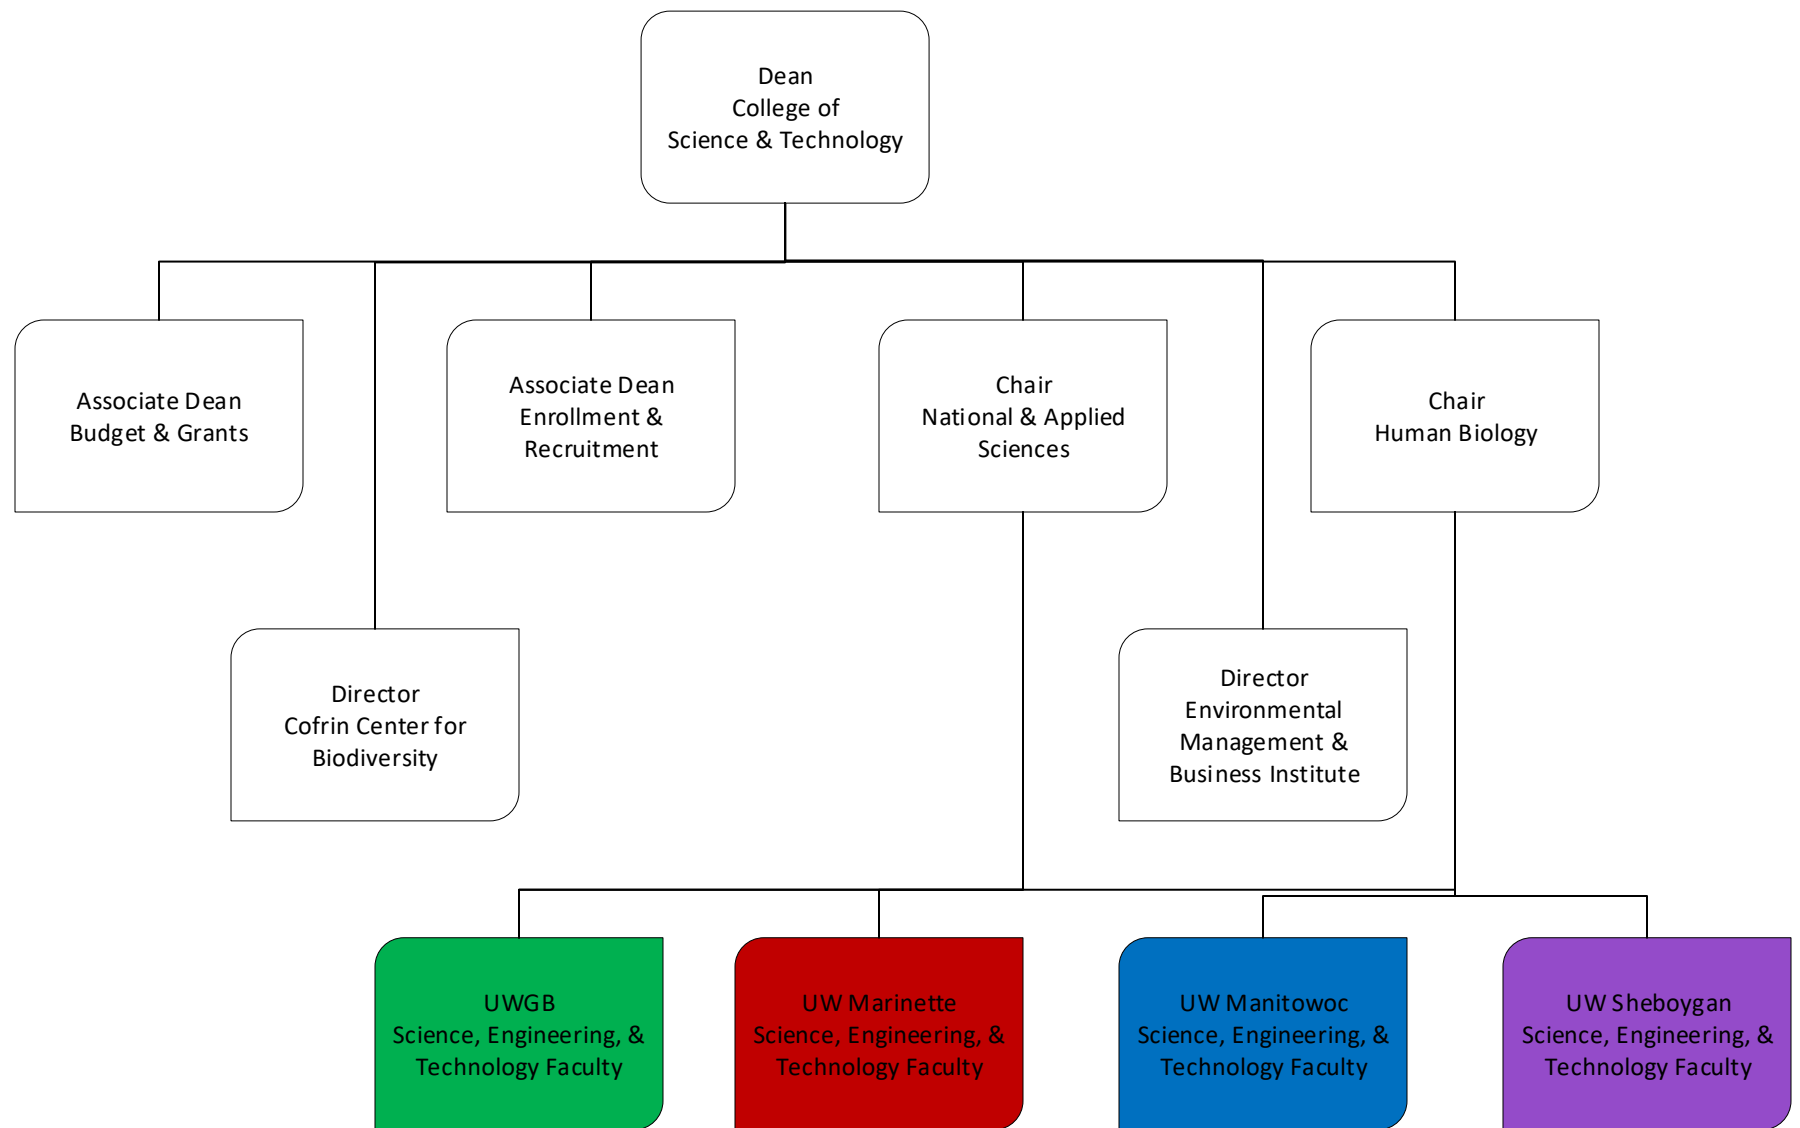 Dean
College of
Science & Technology
Associate Dean
Budget & Grants
Associate Dean
Enrollment &
Recruitment
Chair
National & Applied
Sciences
Chair
Human Biology
Director
Cofrin Center for
Biodiversity
Director
Environmental
Management &
Business Institute
UWGB
Science, Engineering, &
Technology Faculty
UW Marinette
Science, Engineering, &
Technology Faculty
UW Manitowoc
Science, Engineering, &
Technology Faculty
UW Sheboygan
Science, Engineering, &
Technology Faculty